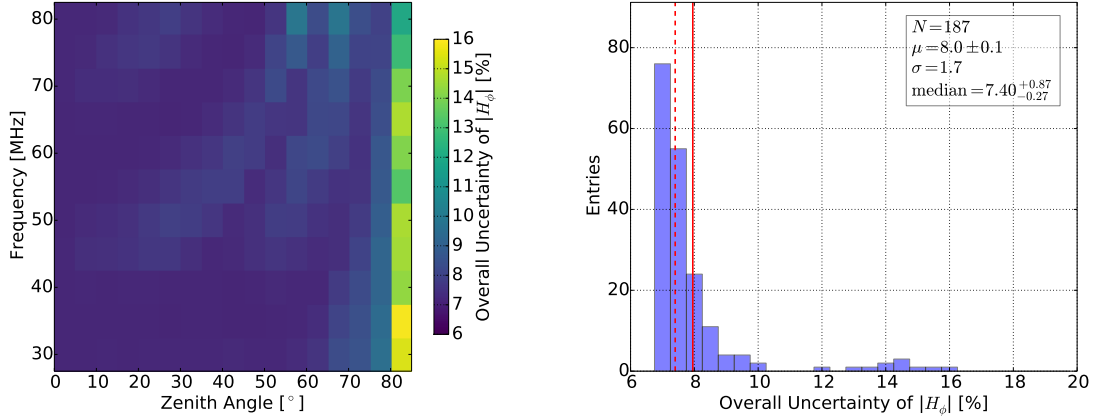 80
70
60
50
40
30
Frequency [MHz]
0 10 20 30 40 50 60 70 80
Zenith Angle [°]
16
15
14
13
12
11
10
9
8
7
6
Overall Uncertainty of |H_ϕ| [%]
80
60
40
20
0
Entries
N=187
μ=8.0±0.1
σ=1.7
median=7.40^{+0.87}_{-0.27}
6 8 10 12 14 16 18 20
Overall Uncertainty of |H_ϕ| [%]